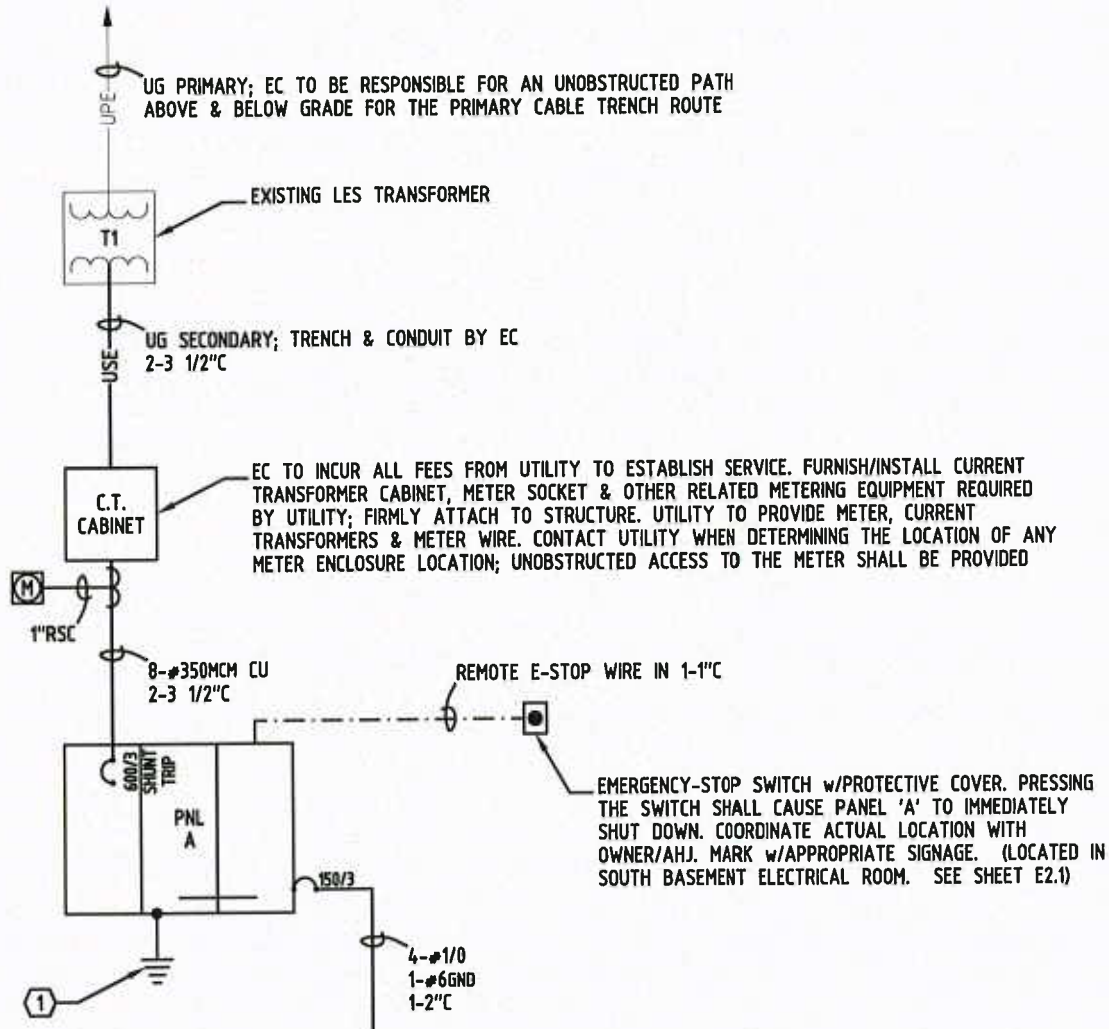 UG PRIMARY; EC TO BE RESPONSIBLE FOR AN UNOBSTRUCTED PATH
ABOVE & BELOW GRADE FOR THE PRIMARY CABLE TRENCH ROUTE
UPE
EXISTING LES TRANSFORMER
T1
UG SECONDARY; TRENCH & CONDUIT BY EC
2-3 1/2"C
USE
EC TO INCUR ALL FEES FROM UTILITY TO ESTABLISH SERVICE. FURNISH/INSTALL CURRENT
TRANSFORMER CABINET, METER SOCKET & OTHER RELATED METERING EQUIPMENT REQUIRED
BY UTILITY; FIRMLY ATTACH TO STRUCTURE. UTILITY TO PROVIDE METER, CURRENT
TRANSFORMERS & METER WIRE. CONTACT UTILITY WHEN DETERMINING THE LOCATION OF ANY
METER ENCLOSURE LOCATION; UNOBSTRUCTED ACCESS TO THE METER SHALL BE PROVIDED
C.T.
CABINET
M
1"RSC
8-#350MCM CU
2-3 1/2"C
REMOTE E-STOP WIRE IN 1-1"C
600/3
SHUNT
TRIP
PNL
A
EMERGENCY-STOP SWITCH w/PROTECTIVE COVER. PRESSING
THE SWITCH SHALL CAUSE PANEL 'A' TO IMMEDIATELY
SHUT DOWN. COORDINATE ACTUAL LOCATION WITH
OWNER/AHJ. MARK w/APPROPRIATE SIGNAGE. (LOCATED IN
SOUTH BASEMENT ELECTRICAL ROOM. SEE SHEET E2.1)
150/3
4-#1/0
1-#6GND
1-2"C
1